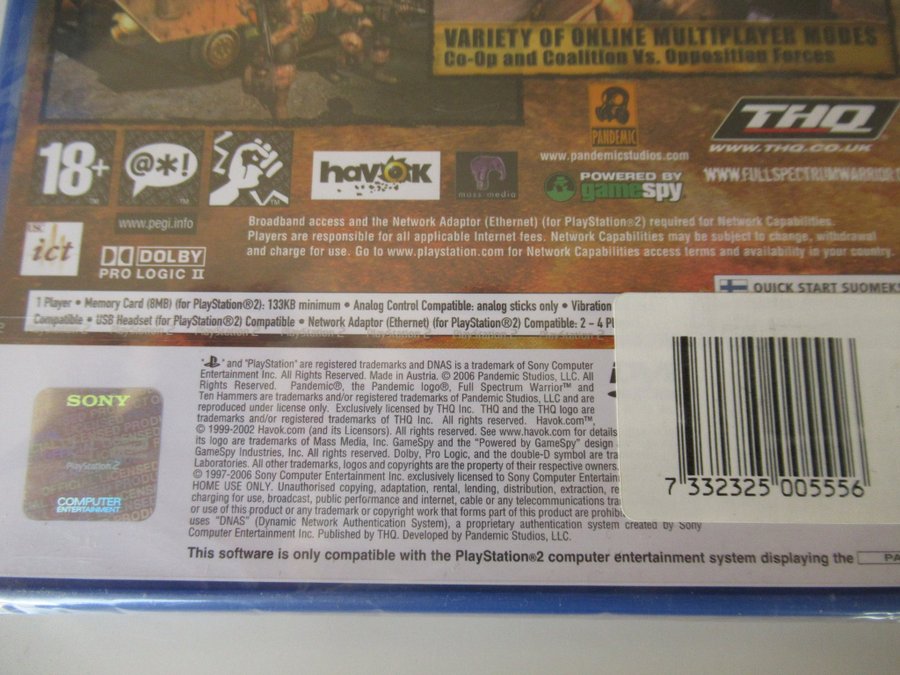 VARIETY OF ONLINE MULTIPLAYER MODES
Co-Op and Coalition Vs. Opposition Forces
PANDEMIC
www.pandemicstudios.com
THQ
WWW.THQ.CO.UK
18+
@*!
havok
mass media
POWERED BY
gamespy
WWW.FULLSPECTRUMWARRIOR
www.pegi.info
USC
ict
DOLBY
PRO LOGIC II
Broadband access and the Network Adaptor (Ethernet) (for PlayStation®2) required for Network Capabilities.
Players are responsible for all applicable Internet fees. Network Capabilities may be subject to change, withdrawal
and charge for use. Go to www.playstation.com for Network Capabilities access terms and availability in your country.
QUICK START SUOMEKS
1 Player • Memory Card (8MB) (for PlayStation®2): 133KB minimum • Analog Control Compatible: analog sticks only • Vibration
Compatible • USB Headset (for PlayStation®2) Compatible • Network Adaptor (Ethernet) (for PlayStation®2) Compatible: 2 – 4 Pl
"PS" and "PlayStation" are registered trademarks and DNAS is a trademark of Sony Computer
Entertainment Inc. All Rights Reserved. Made in Austria. © 2006 Pandemic Studios, LLC. All
Rights Reserved. Pandemic®, the Pandemic logo®, Full Spectrum Warrior™ and
Ten Hammers are trademarks and/or registered trademarks of Pandemic Studios, LLC and are
reproduced under license only. Exclusively licensed by THQ Inc. THQ and the THQ logo are
trademarks and/or registered trademarks of THQ Inc. All rights reserved. Havok.com™,
© 1999-2002 Havok.com (and its Licensors). All Rights Reserved. See www.havok.com for details
its logo are trademarks of Mass Media, Inc. GameSpy and the "Powered by GameSpy" design
GameSpy Industries, Inc. All rights reserved. Dolby, Pro Logic, and the double-D symbol are tra
Laboratories. All other trademarks, logos and copyrights are the property of their respective owners.
© 1997-2006 Sony Computer Entertainment Inc. exclusively licensed to Sony Computer Entertain
HOME USE ONLY. Unauthorised copying, adaptation, rental, lending, distribution, extraction, re
charging for use, broadcast, public performance and internet, cable or any telecommunications tra
or use of this product or any trademark or copyright work that forms part of this product are prohib
uses "DNAS" (Dynamic Network Authentication System), a proprietary authentication system created by Sony
Computer Entertainment Inc. Published by THQ. Developed by Pandemic Studios, LLC.
This software is only compatible with the PlayStation®2 computer entertainment system displaying the PA
SONY
PlayStation 2
COMPUTER
ENTERTAINMENT
7 332325 005556